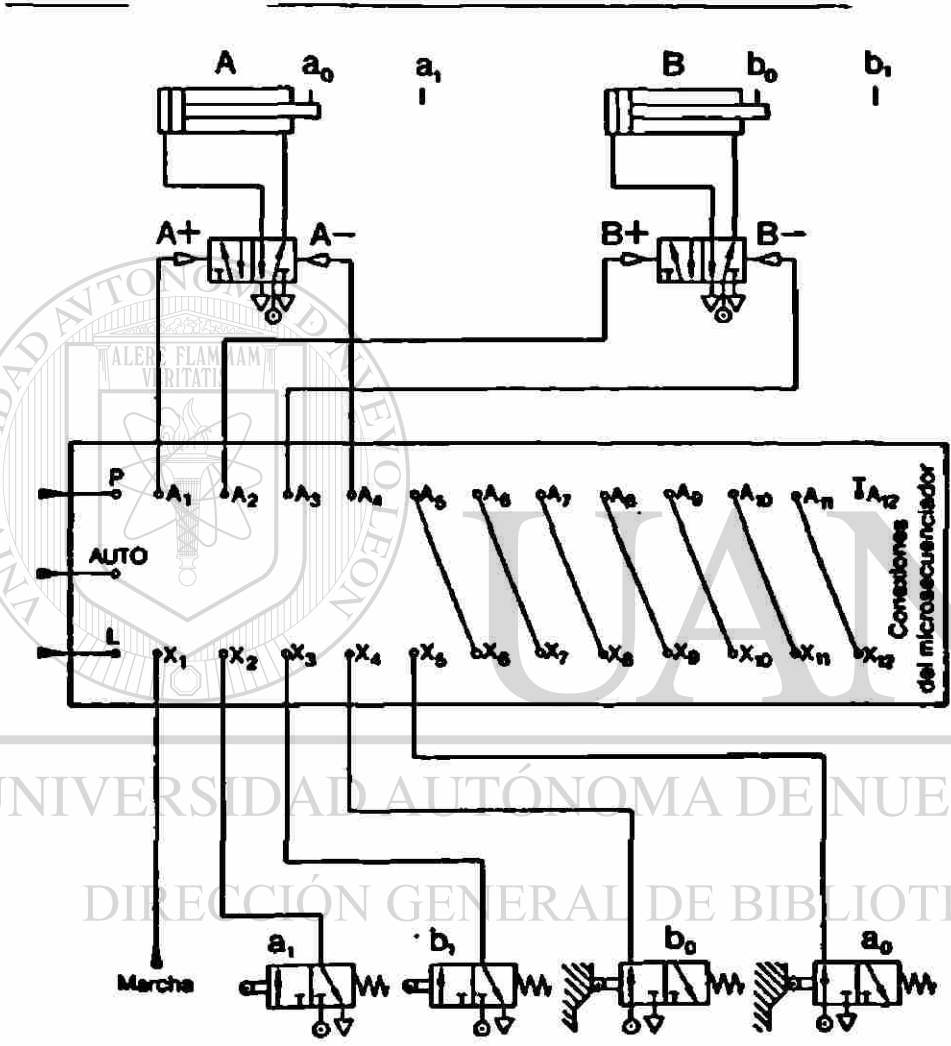 A a₀ a₁ B b₀ b₁
A+ A− B+ B−
ALERE FLAMMAM
VERITATIS
P A₁ A₂ A₃ A₄ A₅ A₆ A₇ A₈ A₉ A₁₀ A₁₁ A₁₂
AUTO
L X₁ X₂ X₃ X₄ X₅ X₆ X₇ X₈ X₉ X₁₀ X₁₁ X₁₂
Conexiones
del microsecuenciador
UAN
UNIVERSIDAD AUTÓNOMA DE NUE
DIRECCIÓN GENERAL DE BIBLIOT
a₁ b₁ b₀ a₀
Marcha